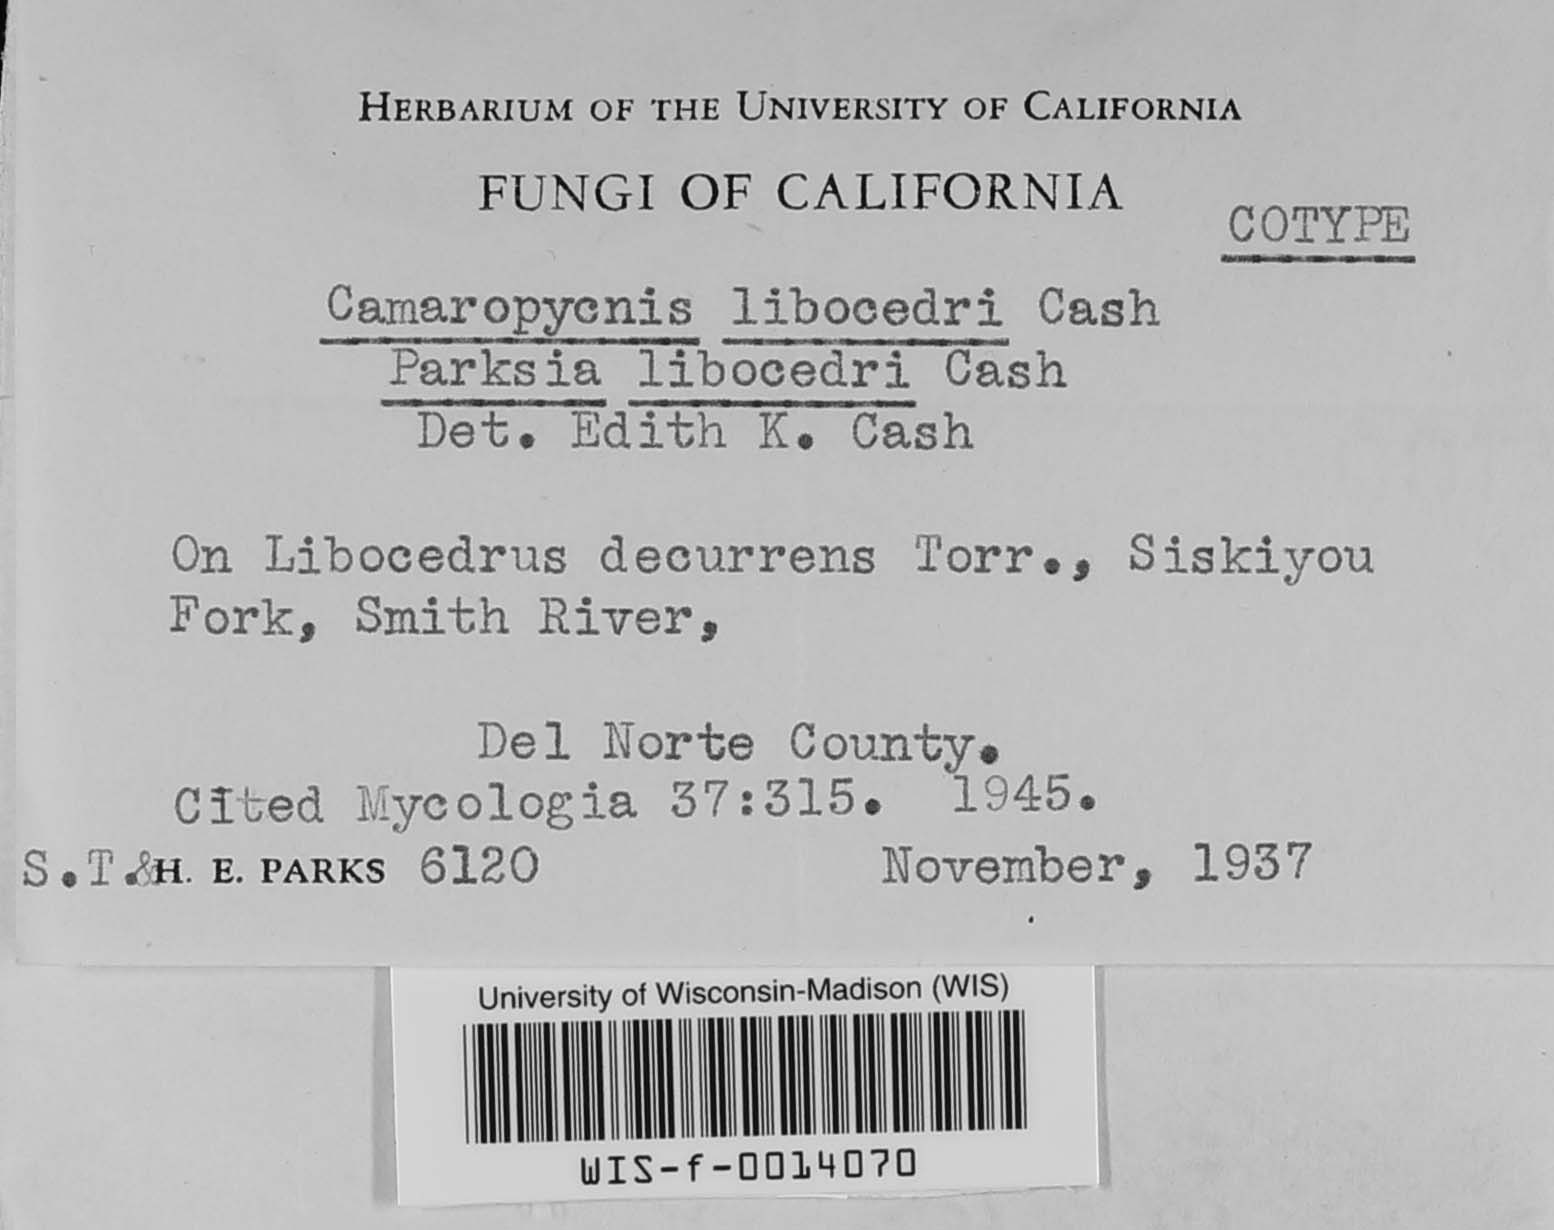 HERBARIUM OF THE UNIVERSITY OF CALIFORNIA
FUNGI OF CALIFORNIA
COTYPE
Camaropycnis libocedri Cash
Parksia libocedri Cash
Det. Edith K. Cash
On Libocedrus decurrens Torr., Siskiyou
Fork, Smith River,
Del Norte County.
Cited Mycologia 37:315. 1945.
S.T.&H. E. PARKS 6120 November, 1937
University of Wisconsin-Madison (WIS)
WIS-f-0014070